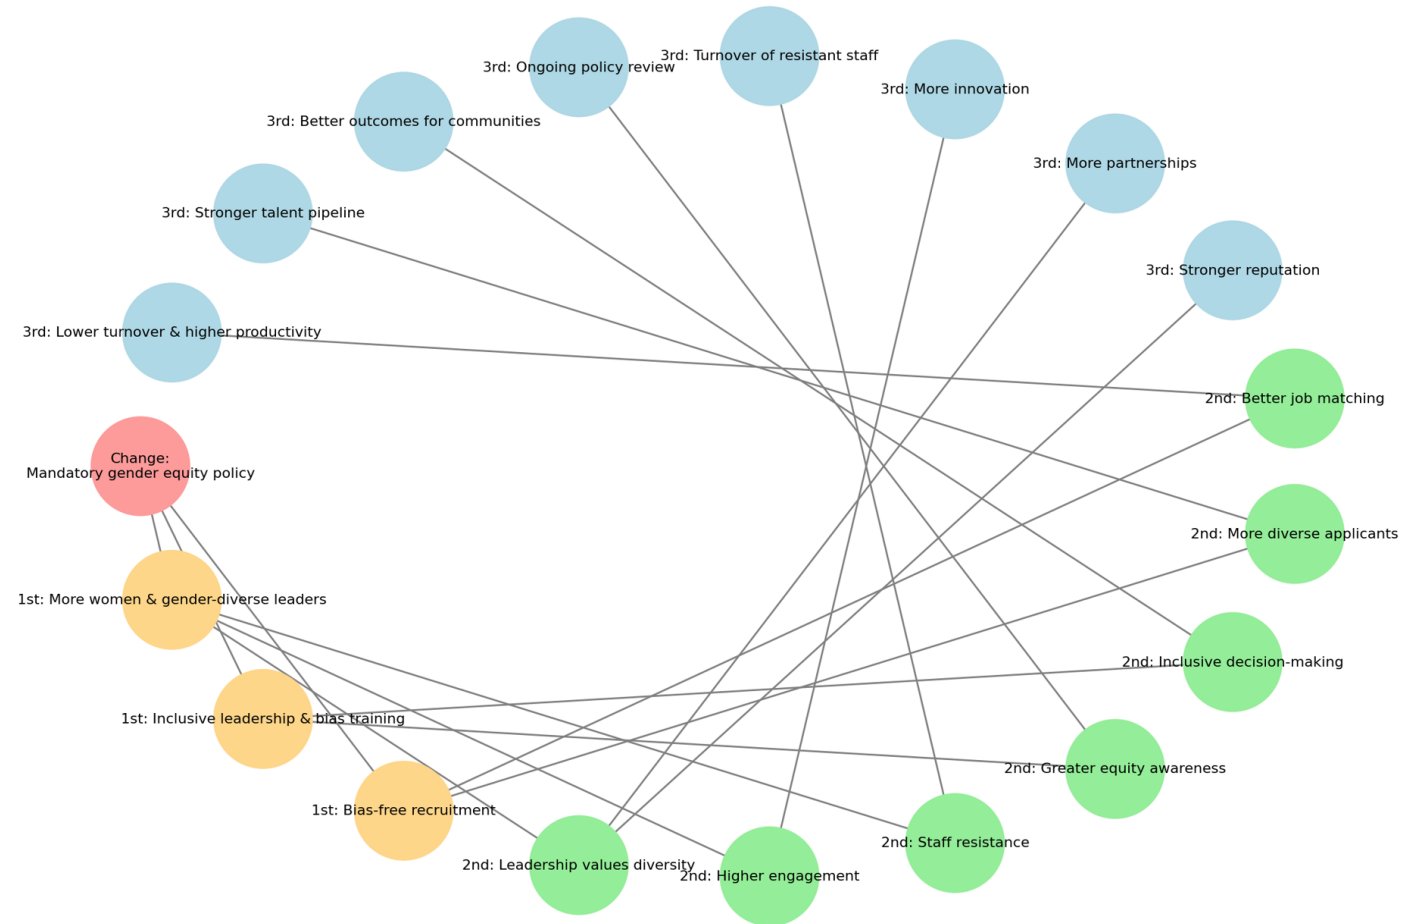 3rd: Turnover of resistant staff
3rd: Ongoing policy review
3rd: More innovation
3rd: Better outcomes for communities
3rd: More partnerships
3rd: Stronger talent pipeline
3rd: Stronger reputation
3rd: Lower turnover & higher productivity
2nd: Better job matching
Change:
Mandatory gender equity policy
2nd: More diverse applicants
1st: More women & gender-diverse leaders
2nd: Inclusive decision-making
1st: Inclusive leadership & bias training
2nd: Greater equity awareness
1st: Bias-free recruitment
2nd: Staff resistance
2nd: Leadership values diversity
2nd: Higher engagement